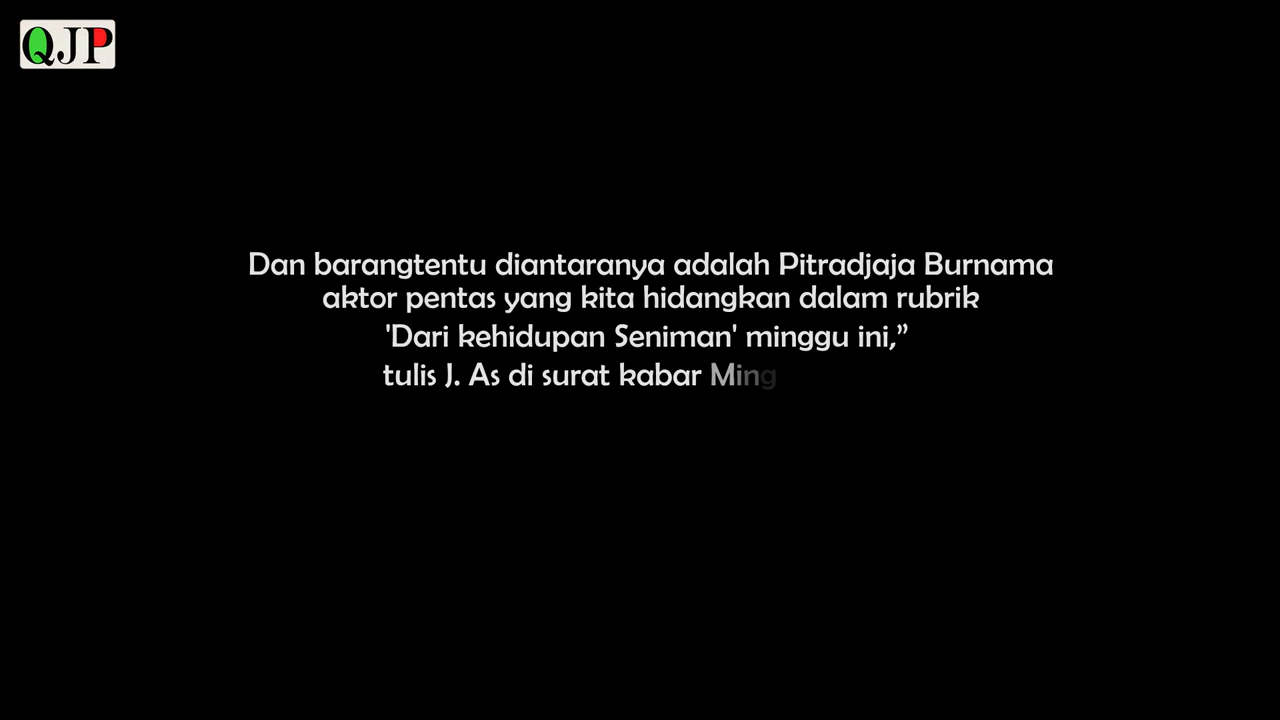 QJP
Dan barangtentu diantaranya adalah Pitradjaja Burnama
aktor pentas yang kita hidangkan dalam rubrik
'Dari kehidupan Seniman' minggu ini,”
tulis J. As di surat kabar Ming